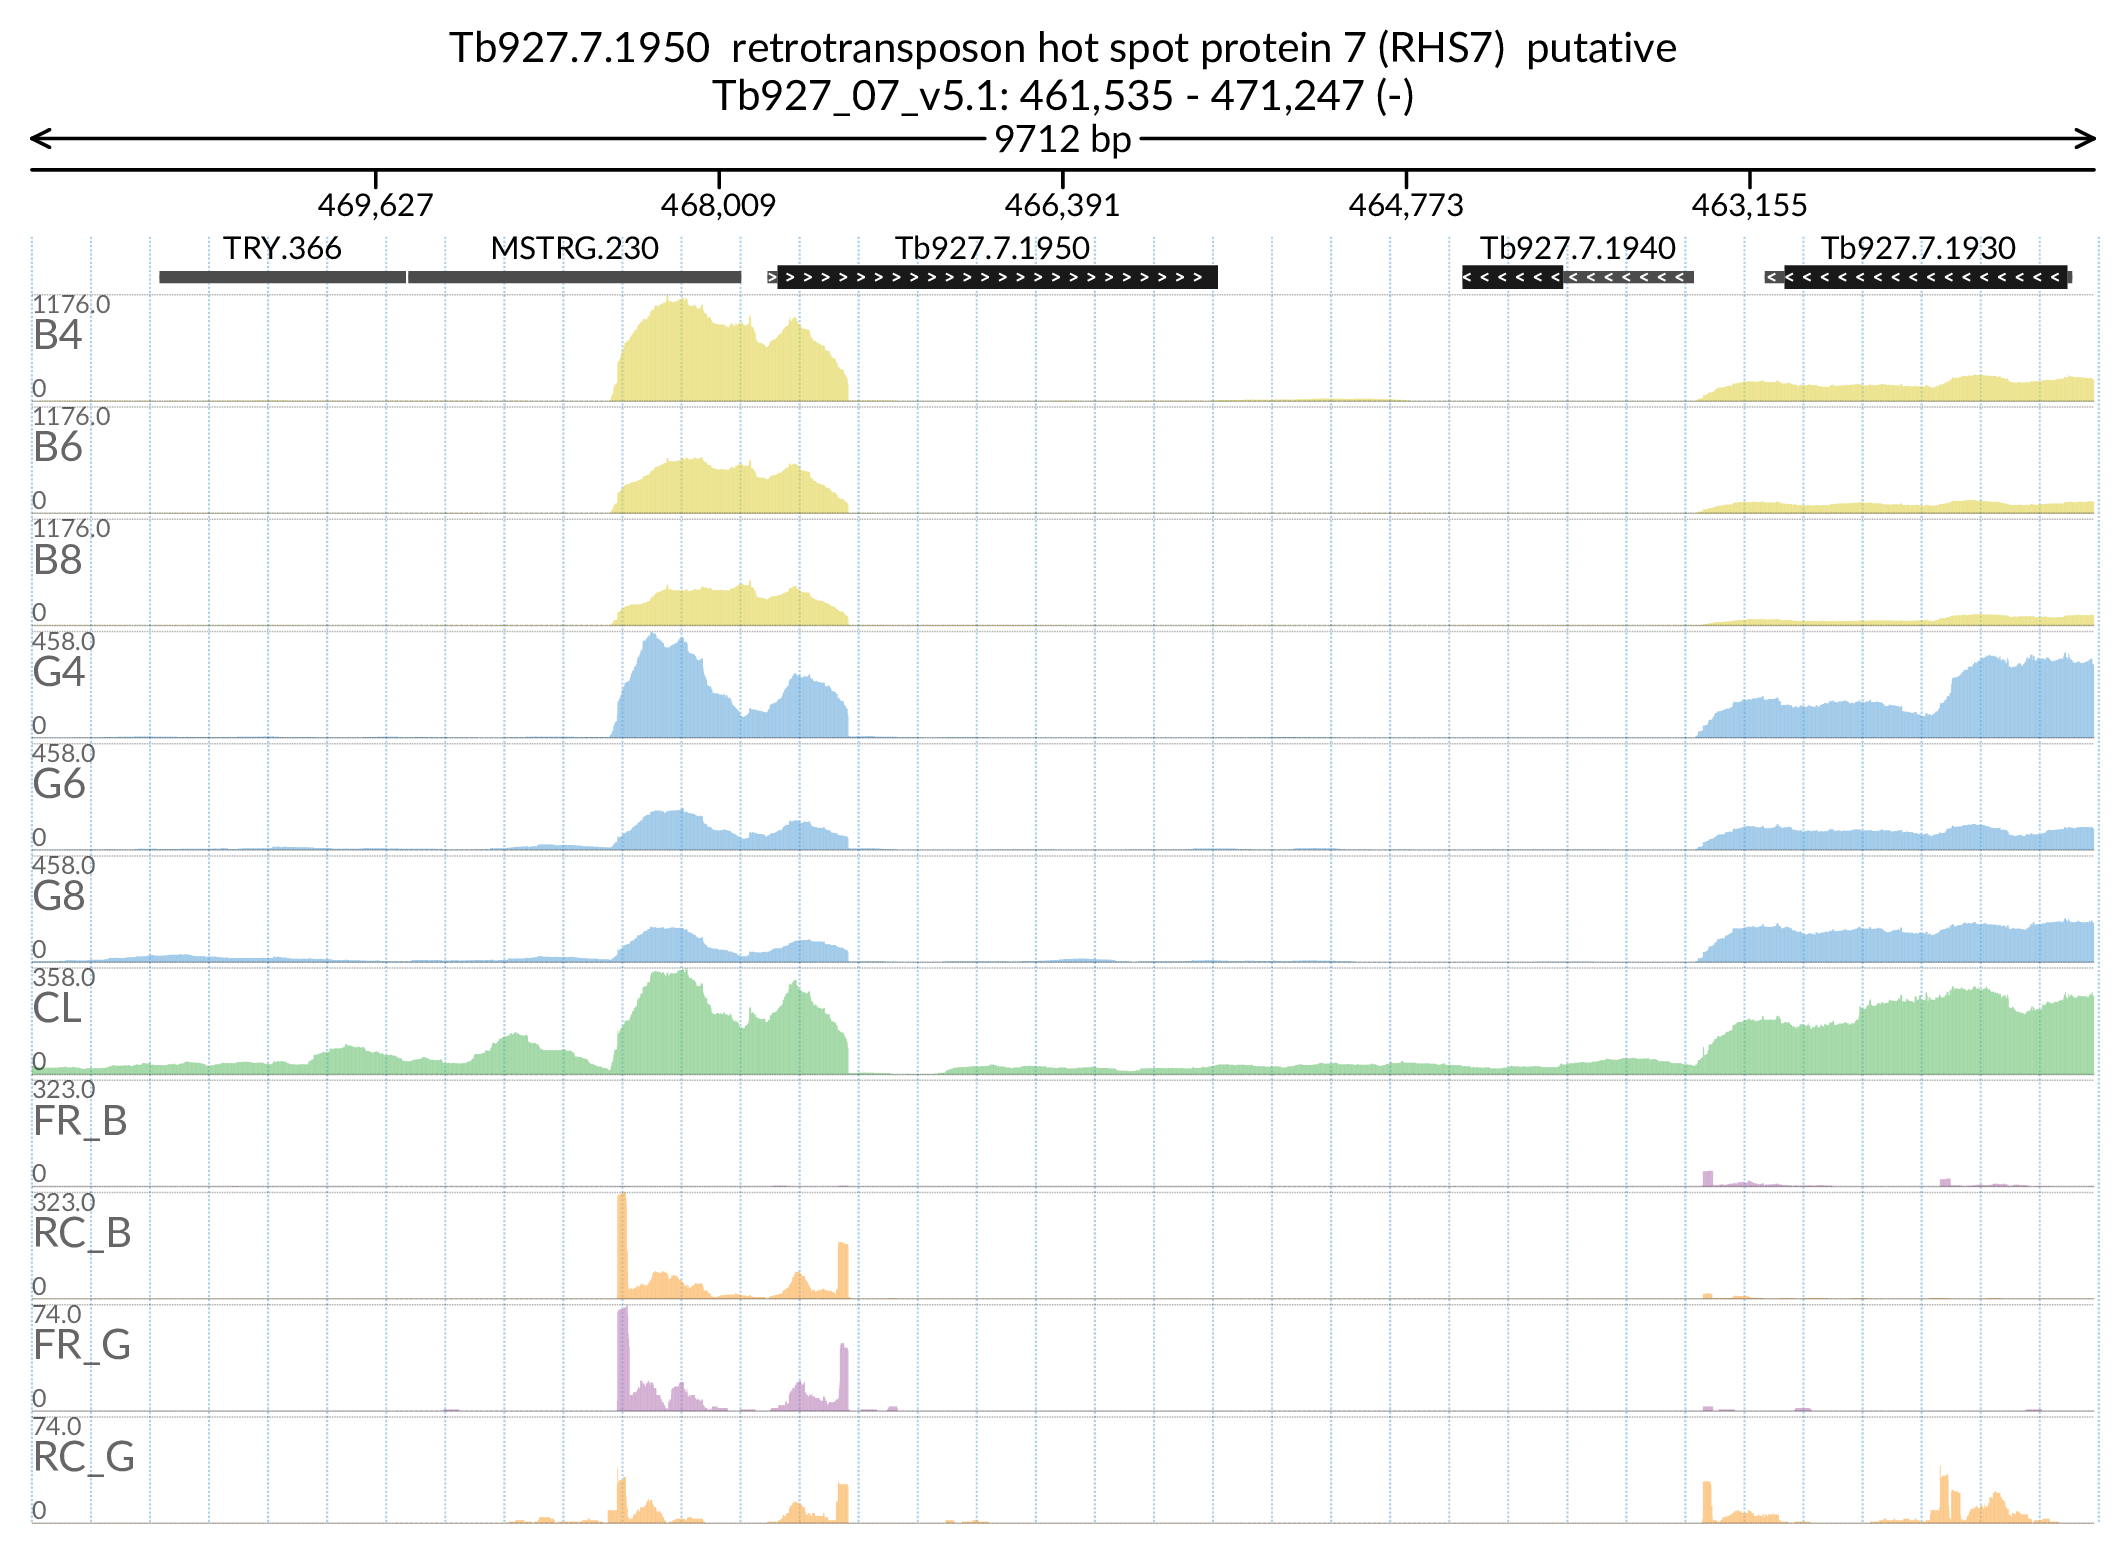 Tb927.7.1950  retrotransposon hot spot protein 7 (RHS7)  putative
Tb927_07_v5.1: 461,535 - 471,247 (-)
9712 bp
469,627 468,009 466,391 464,773 463,155
TRY.366 MSTRG.230 Tb927.7.1950 Tb927.7.1940 Tb927.7.1930
1176.0
B4
0
1176.0
B6
0
1176.0
B8
0
458.0
G4
0
458.0
G6
0
458.0
G8
0
358.0
CL
0
323.0
FR_B
0
323.0
RC_B
0
74.0
FR_G
0
74.0
RC_G
0